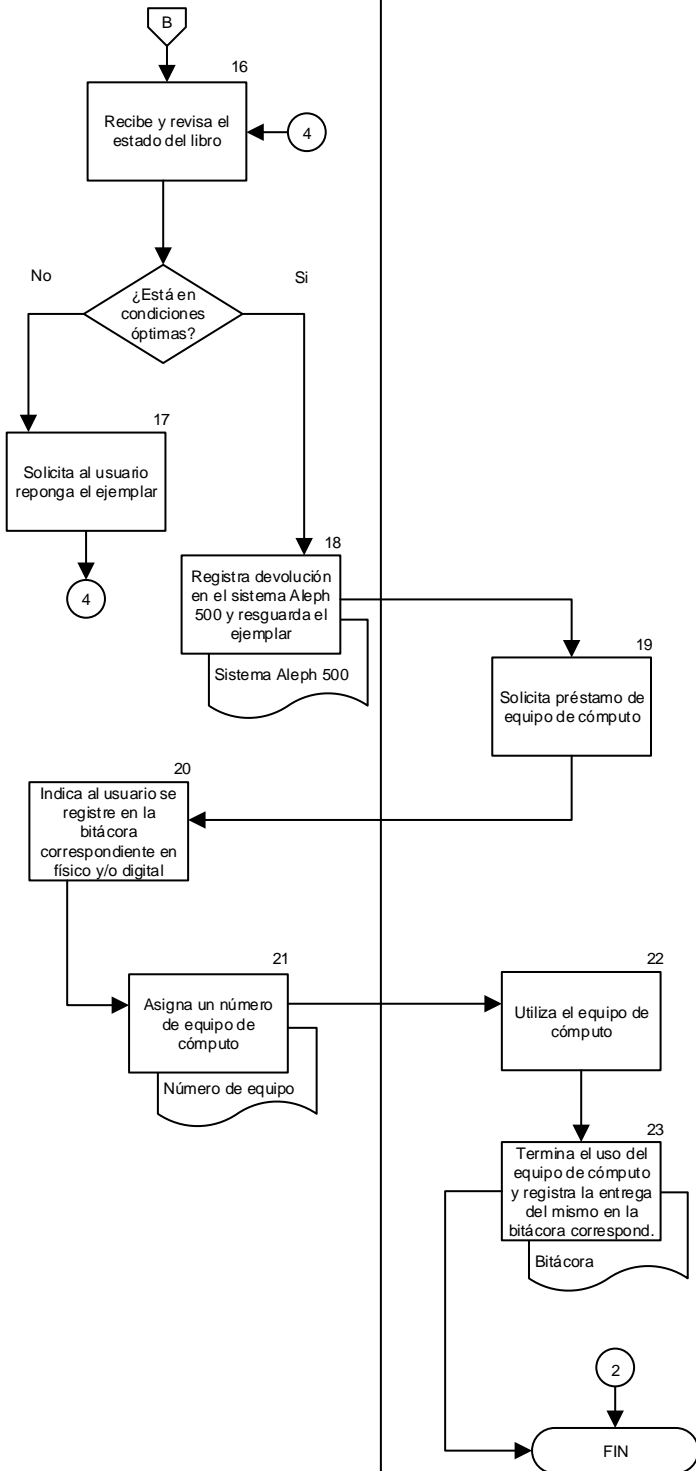 B
16
Recibe y revisa el
estado del libro
4
No
Si
¿Está en
condiciones
óptimas?
17
Solicita al usuario
reponga el ejemplar
4
18
Registra devolución
en el sistema Aleph
500 y resguarda el
ejemplar
Sistema Aleph 500
19
Solicita préstamo de
equipo de cómputo
20
Indica al usuario se
registre en la
bitácora
correspondiente en
físico y/o digital
21
Asigna un número
de equipo de
cómputo
Número de equipo
22
Utiliza el equipo de
cómputo
23
Termina el uso del
equipo de cómputo
y registra la entrega
del mismo en la
bitácora correspond.
Bitácora
2
FIN